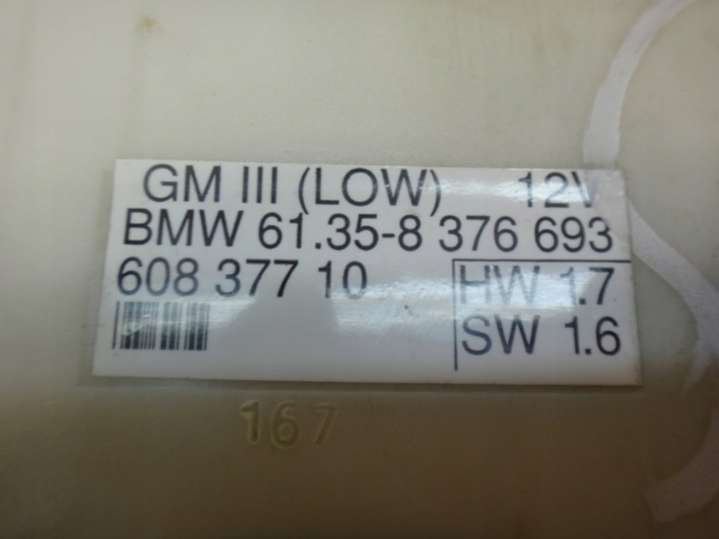 GM III (LOW) 12V
BMW 61.35-8 376 693
608 377 10
HW 1.7
SW 1.6
167